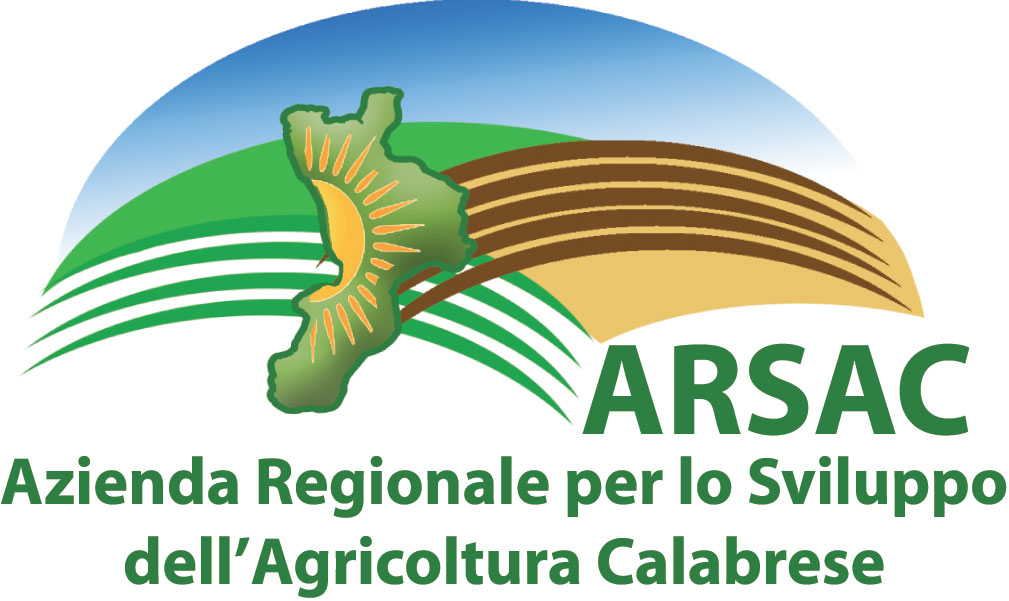 ARSAC
Azienda Regionale per lo Sviluppo
dell’Agricoltura Calabrese